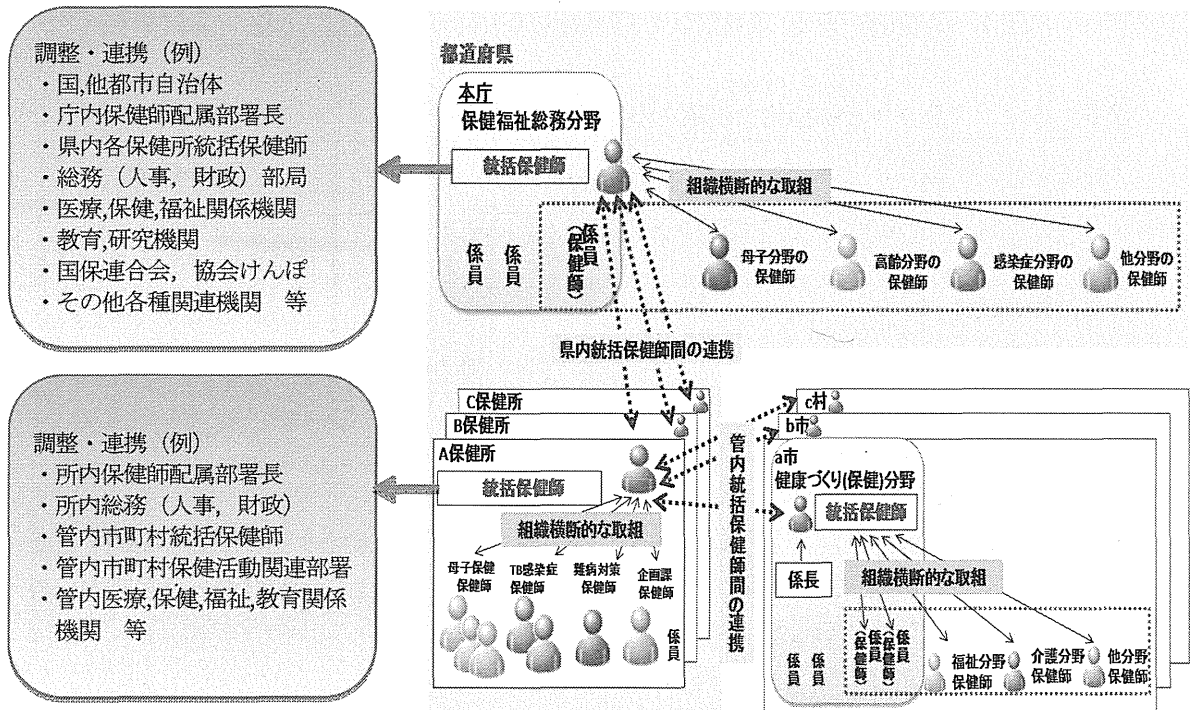 調整・連携（例）
・国,他都市自治体
・庁内保健師配属部署長
・県内各保健所統括保健師
・総務（人事，財政）部局
・医療,保健,福祉関係機関
・教育,研究機関
・国保連合会，協会けんぽ
・その他各種関連機関　等
都道府県
本庁
保健福祉総務分野
統括保健師
組織横断的な取組
係員
係員
係員
（保健師）
母子分野の
保健師
高齢分野の
保健師
感染症分野の
保健師
他分野の
保健師
県内統括保健師間の連携
調整・連携（例）
・所内保健師配属部署長
・所内総務（人事，財政）
・管内市町村統括保健師
・管内市町村保健活動関連部署
・管内医療,保健,福祉,教育関係
機関　等
C保健所
B保健所
A保健所
統括保健師
組織横断的な取組
母子保健
保健師
TB感染症
保健師
難病対策
保健師
企画課
保健師
係員
管内統括保健師間の連携
c村
b市
a市
健康づくり(保健)分野
統括保健師
係長
組織横断的な取組
係員
係員
係員
（保健師）
係員
（保健師）
福祉分野
保健師
介護分野
保健師
他分野
保健師